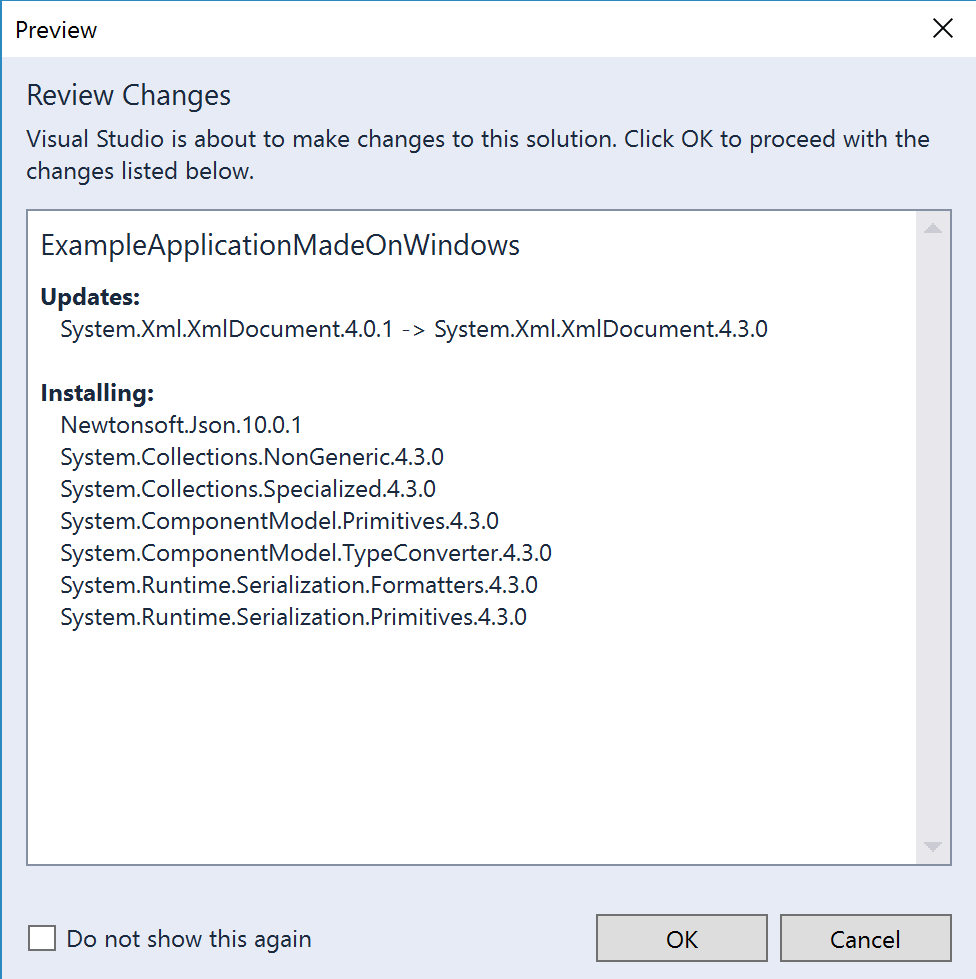 Preview
Review Changes
Visual Studio is about to make changes to this solution. Click OK to proceed with the
changes listed below.
ExampleApplicationMadeOnWindows
Updates:
System.Xml.XmlDocument.4.0.1 -> System.Xml.XmlDocument.4.3.0
Installing:
Newtonsoft.Json.10.0.1
System.Collections.NonGeneric.4.3.0
System.Collections.Specialized.4.3.0
System.ComponentModel.Primitives.4.3.0
System.ComponentModel.TypeConverter.4.3.0
System.Runtime.Serialization.Formatters.4.3.0
System.Runtime.Serialization.Primitives.4.3.0
Do not show this again
OK
Cancel